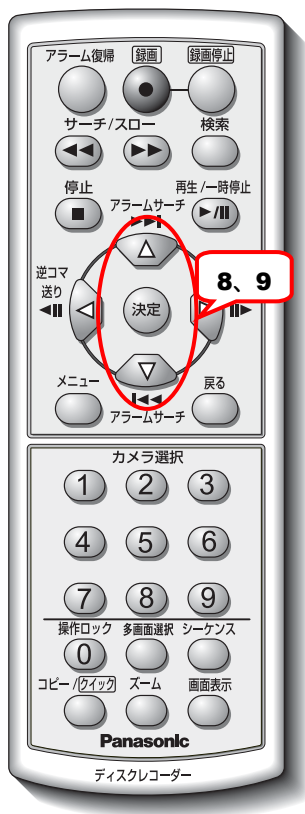 アラーム復帰 録画 録画停止
サーチ/スロー 検索
停止 アラームサーチ 再生/一時停止
逆コマ
送り
決定
8、9
メニュー 戻る
アラームサーチ
カメラ選択
1 2 3
4 5 6
7 8 9
操作ロック 多画面選択 シーケンス
0
コピー/クイック ズーム 画面表示
Panasonic
ディスクレコーダー